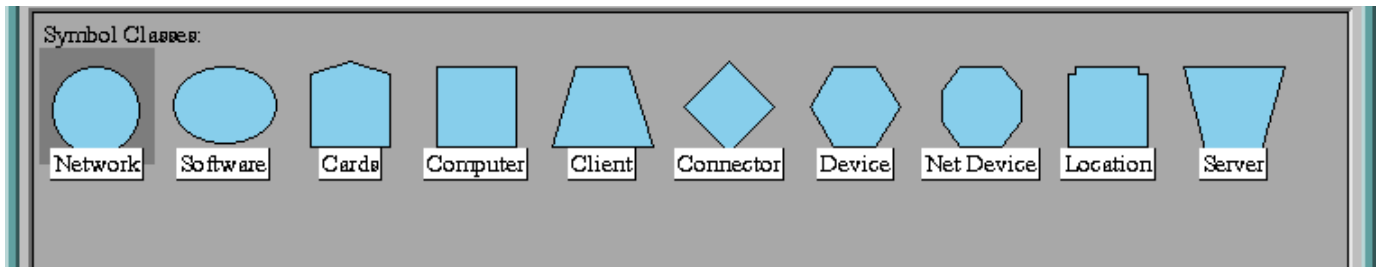 Symbol Classes:
Network Software Cards Computer Client Connector Device Net Device Location Server